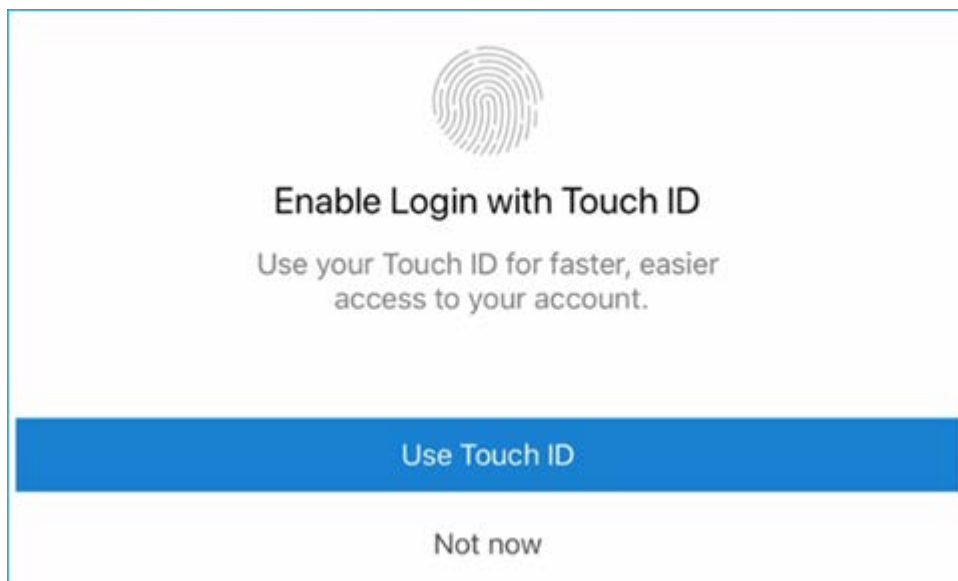 Enable Login with Touch ID
Use your Touch ID for faster, easier
access to your account.
Use Touch ID
Not now